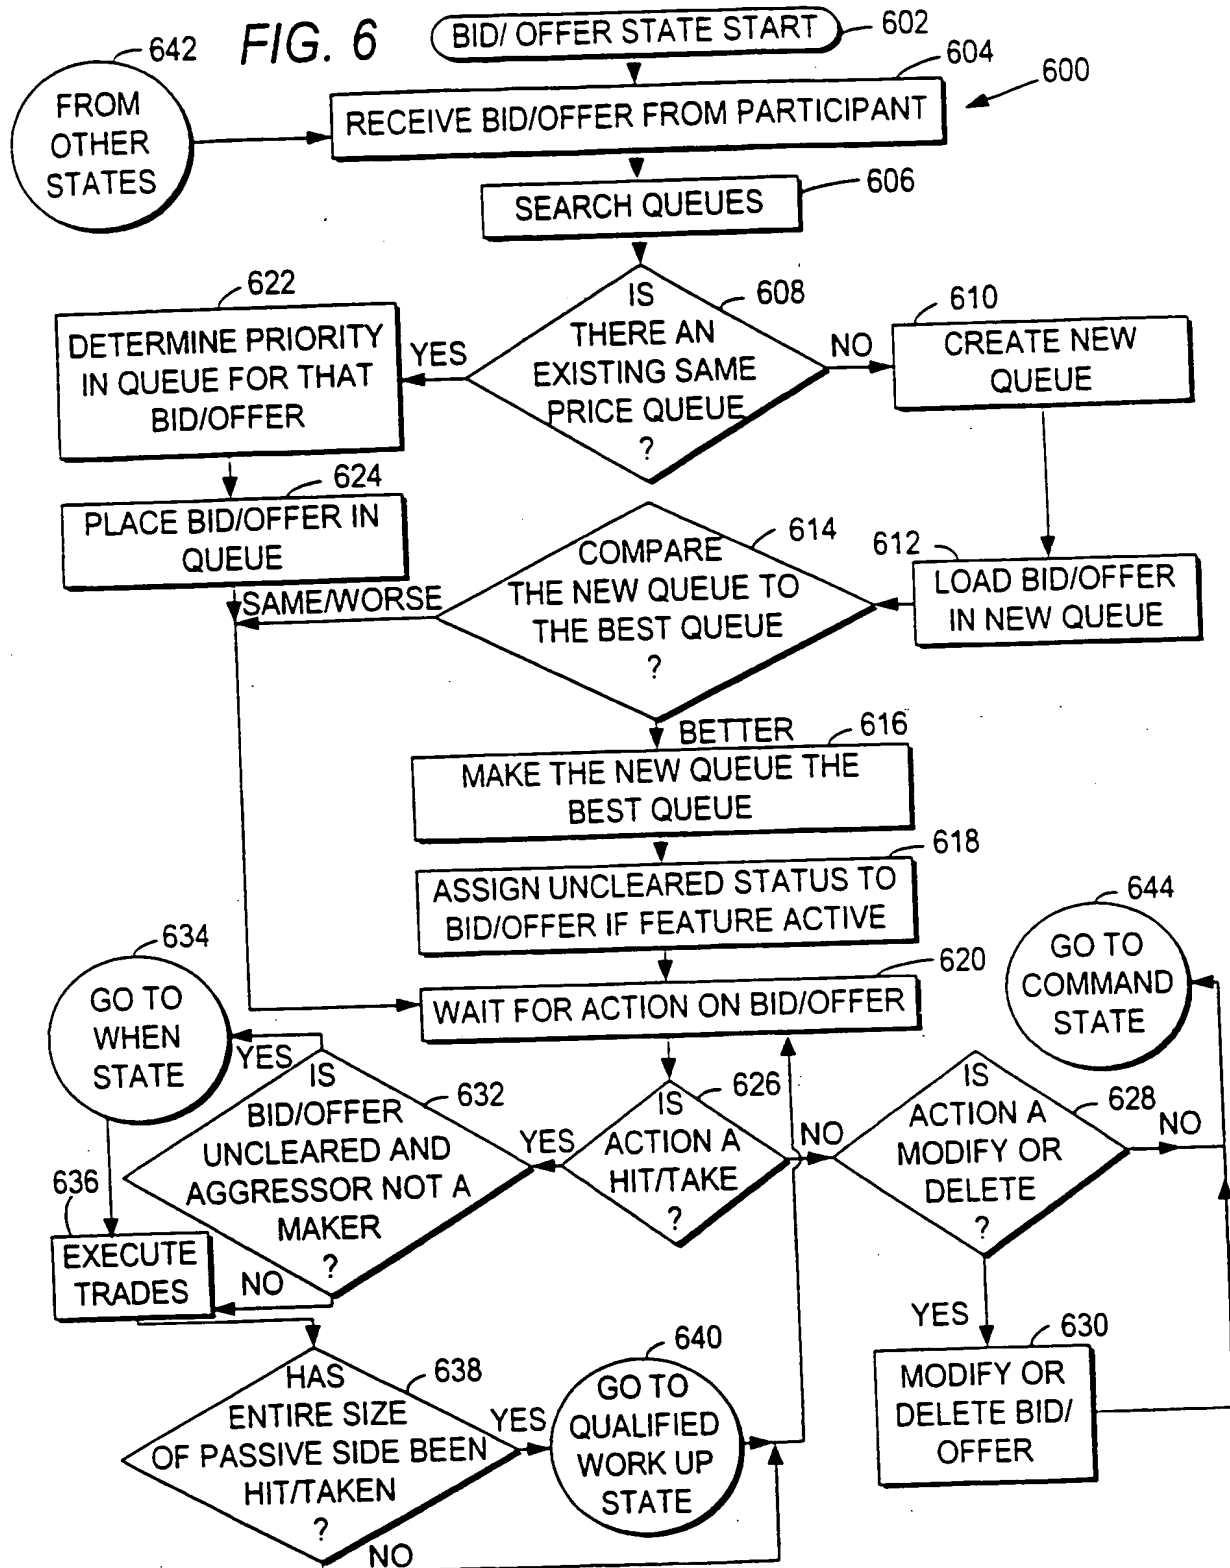 FIG. 6
BID/ OFFER STATE START
602
642
FROM
OTHER
STATES
604
RECEIVE BID/OFFER FROM PARTICIPANT
600
606
SEARCH QUEUES
608
IS
THERE AN
EXISTING SAME
PRICE QUEUE
?
YES
NO
622
DETERMINE PRIORITY
IN QUEUE FOR THAT
BID/OFFER
610
CREATE NEW
QUEUE
624
PLACE BID/OFFER IN
QUEUE
SAME/WORSE
614
COMPARE
THE NEW QUEUE TO
THE BEST QUEUE
?
612
LOAD BID/OFFER
IN NEW QUEUE
BETTER
616
MAKE THE NEW QUEUE THE
BEST QUEUE
618
ASSIGN UNCLEARED STATUS TO
BID/OFFER IF FEATURE ACTIVE
620
WAIT FOR ACTION ON BID/OFFER
644
GO TO
COMMAND
STATE
634
GO TO
WHEN
STATE
YES
632
IS
BID/OFFER
UNCLEARED AND
AGGRESSOR NOT A
MAKER
?
YES
626
IS
ACTION A
HIT/TAKE
?
NO
628
IS
ACTION A
MODIFY OR
DELETE
?
NO
636
EXECUTE
TRADES
NO
YES
630
MODIFY OR
DELETE BID/
OFFER
638
HAS
ENTIRE SIZE
OF PASSIVE SIDE BEEN
HIT/TAKEN
?
YES
640
GO TO
QUALIFIED
WORK UP
STATE
NO